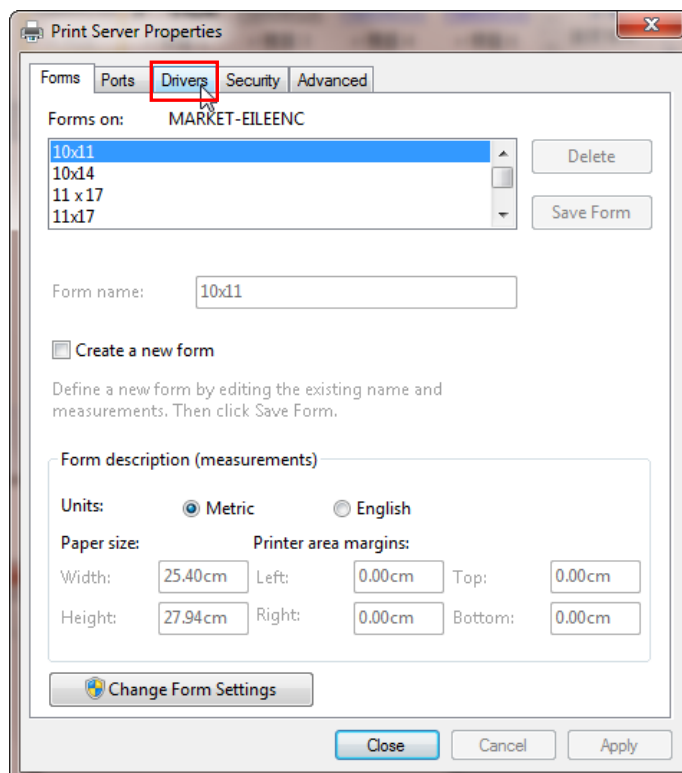 Print Server Properties
Forms Ports Drivers Security Advanced
Forms on: MARKET-EILEENC
10x11
10x14
11 x 17
11x17
Delete
Save Form
Form name: 10x11
Create a new form
Define a new form by editing the existing name and
measurements. Then click Save Form.
Form description (measurements)
Units: Metric English
Paper size: Printer area margins:
Width: 25.40cm Left: 0.00cm Top: 0.00cm
Height: 27.94cm Right: 0.00cm Bottom: 0.00cm
Change Form Settings
Close Cancel Apply